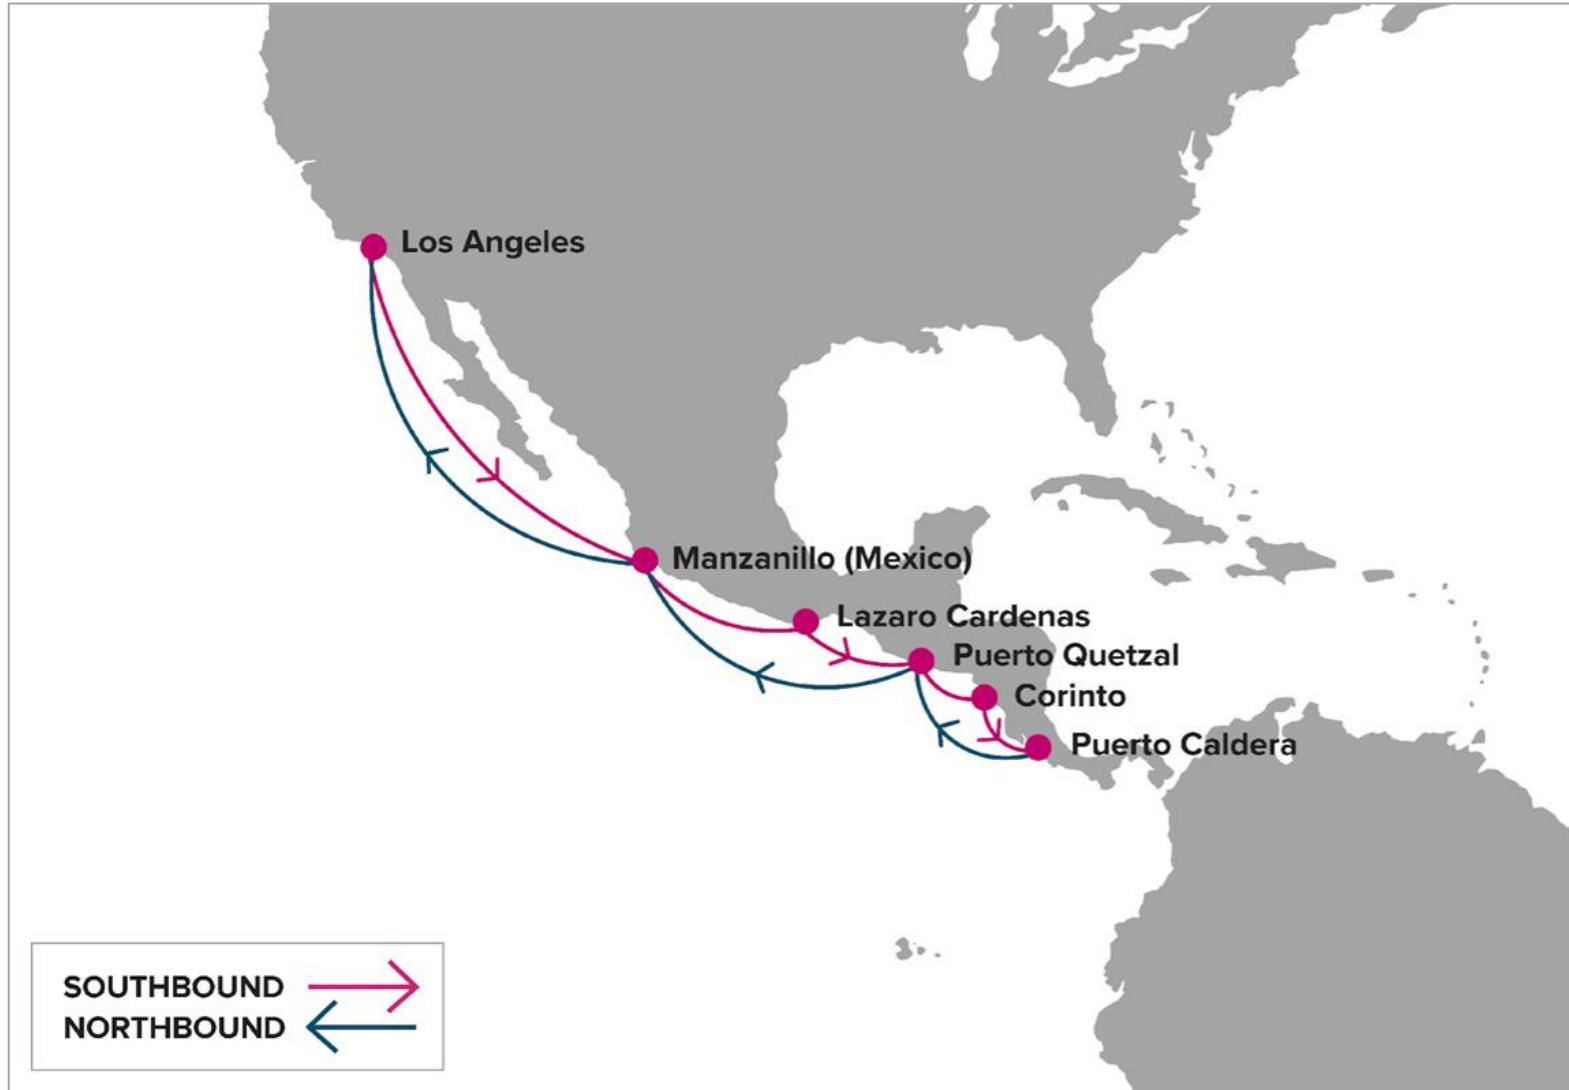 Los Angeles
Manzanillo (Mexico)
Lazaro Cardenas
Puerto Quetzal
Corinto
Puerto Caldera
SOUTHBOUND
NORTHBOUND